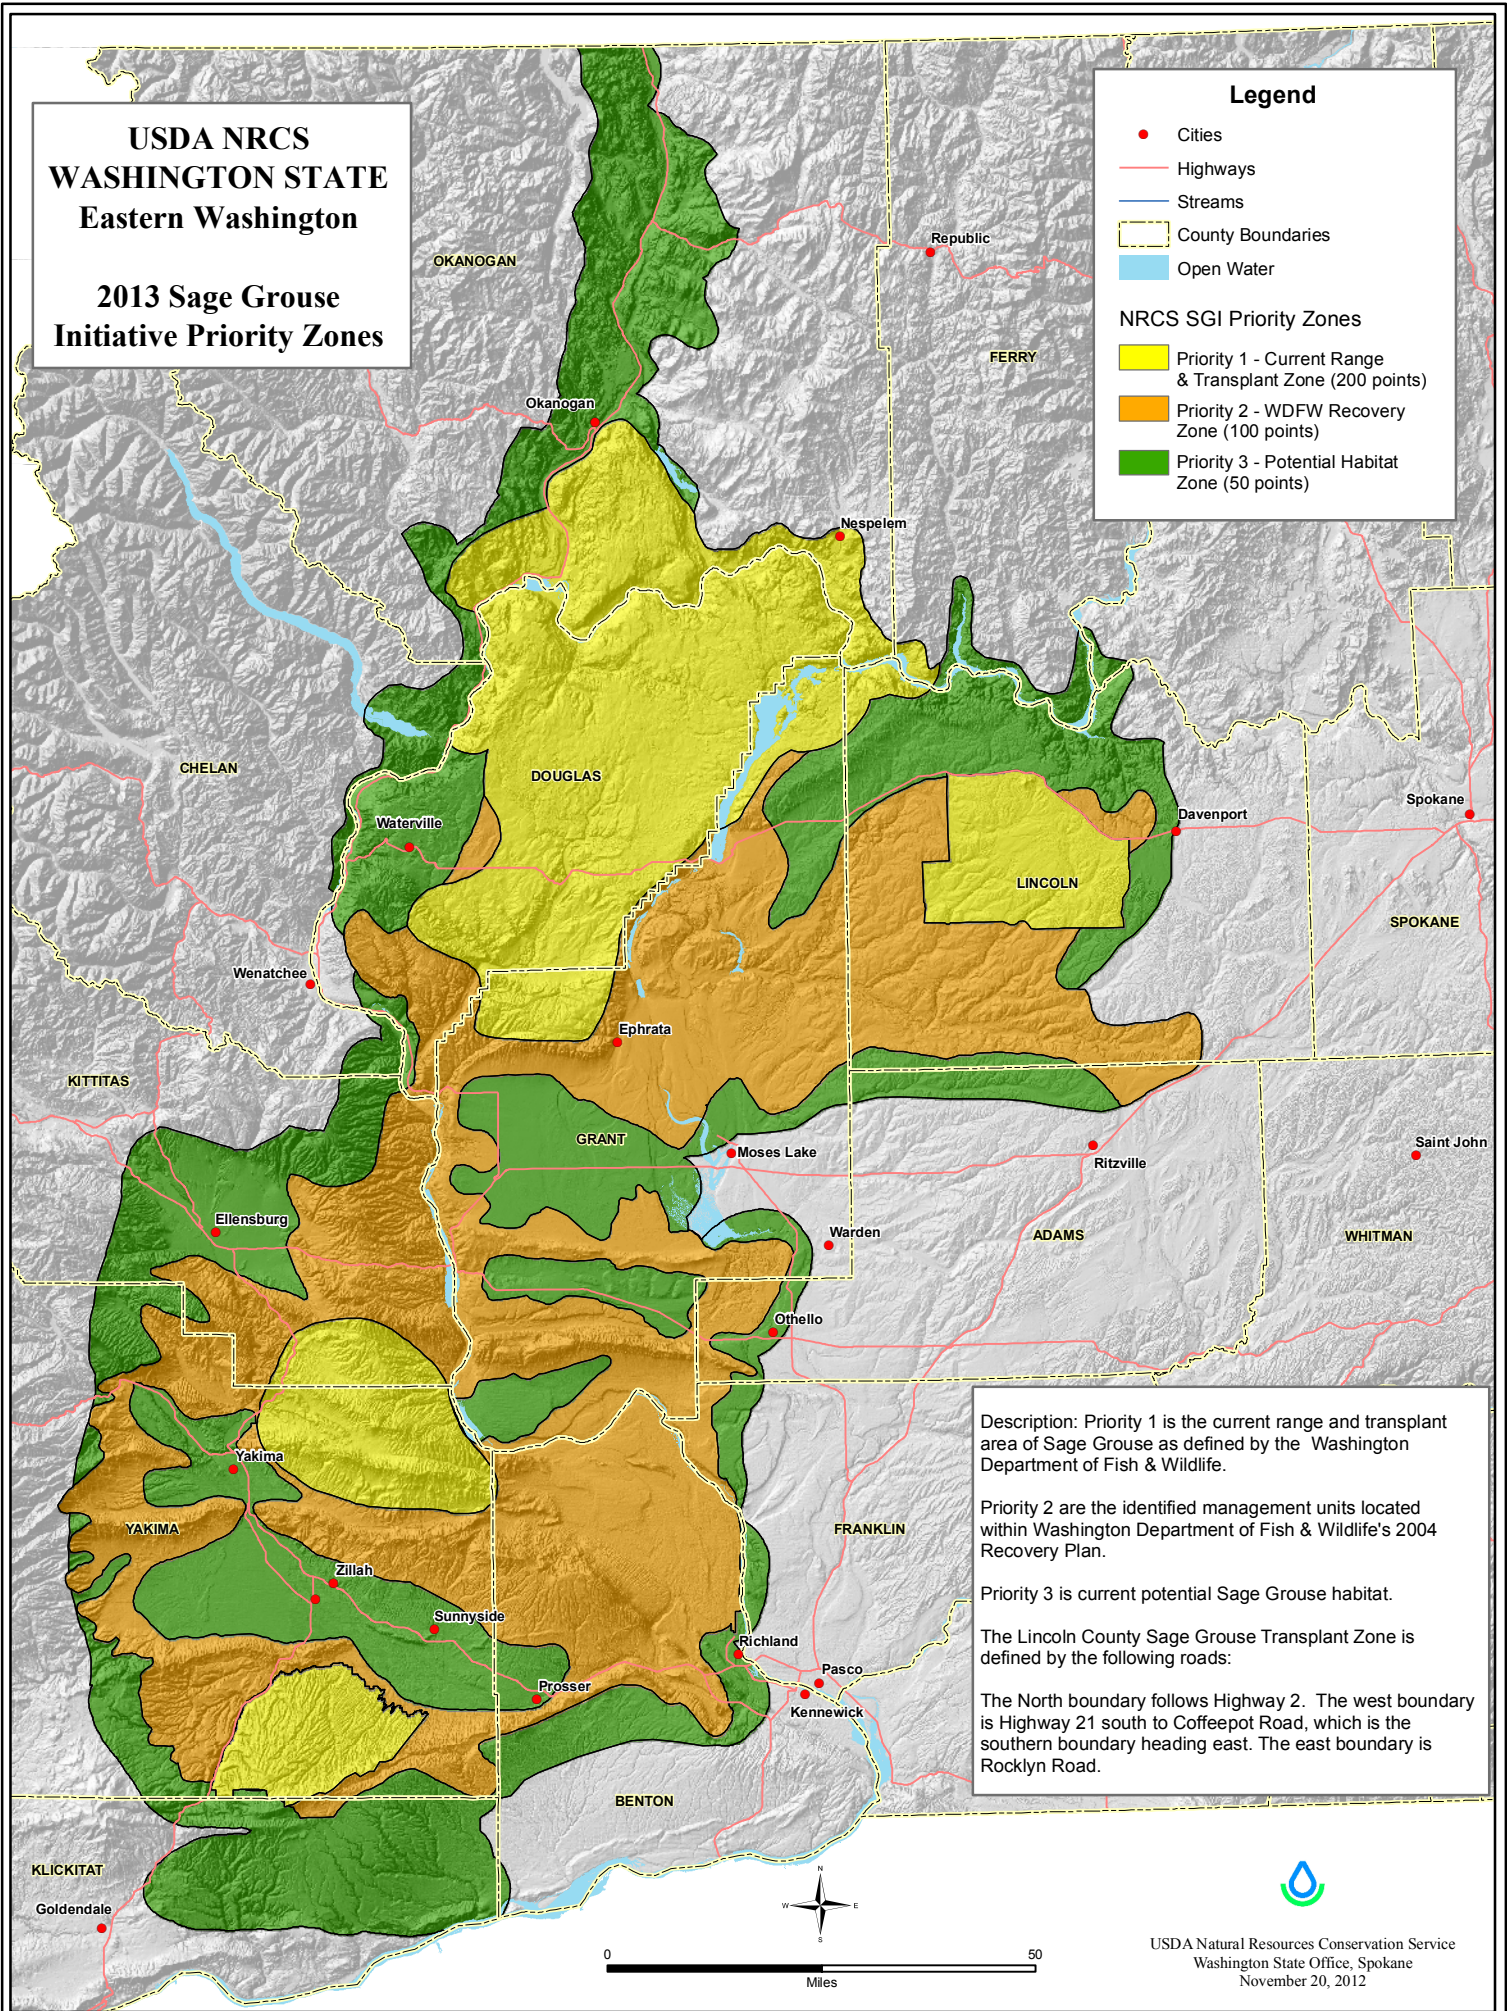 USDA NRCS
WASHINGTON STATE
Eastern Washington
2013 Sage Grouse
Initiative Priority Zones
Legend
Cities
Highways
Streams
County Boundaries
Open Water
NRCS SGI Priority Zones
Priority 1 - Current Range
& Transplant Zone (200 points)
Priority 2 - WDFW Recovery
Zone (100 points)
Priority 3 - Potential Habitat
Zone (50 points)
OKANOGAN
Republic
FERRY
Okanogan
Nespelem
CHELAN
DOUGLAS
Waterville
Spokane
Davenport
LINCOLN
SPOKANE
Wenatchee
Ephrata
KITTITAS
GRANT
Moses Lake
Ritzville
Saint John
Ellensburg
Warden
ADAMS
WHITMAN
Othello
Yakima
YAKIMA
FRANKLIN
Zillah
Sunnyside
Richland
Pasco
Prosser
Kennewick
BENTON
KLICKITAT
Goldendale
Description: Priority 1 is the current range and transplant
area of Sage Grouse as defined by the Washington
Department of Fish & Wildlife.
Priority 2 are the identified management units located
within Washington Department of Fish & Wildlife's 2004
Recovery Plan.
Priority 3 is current potential Sage Grouse habitat.
The Lincoln County Sage Grouse Transplant Zone is
defined by the following roads:
The North boundary follows Highway 2. The west boundary
is Highway 21 south to Coffeepot Road, which is the
southern boundary heading east. The east boundary is
Rocklyn Road.
N
W
E
S
0
50
Miles
USDA Natural Resources Conservation Service
Washington State Office, Spokane
November 20, 2012